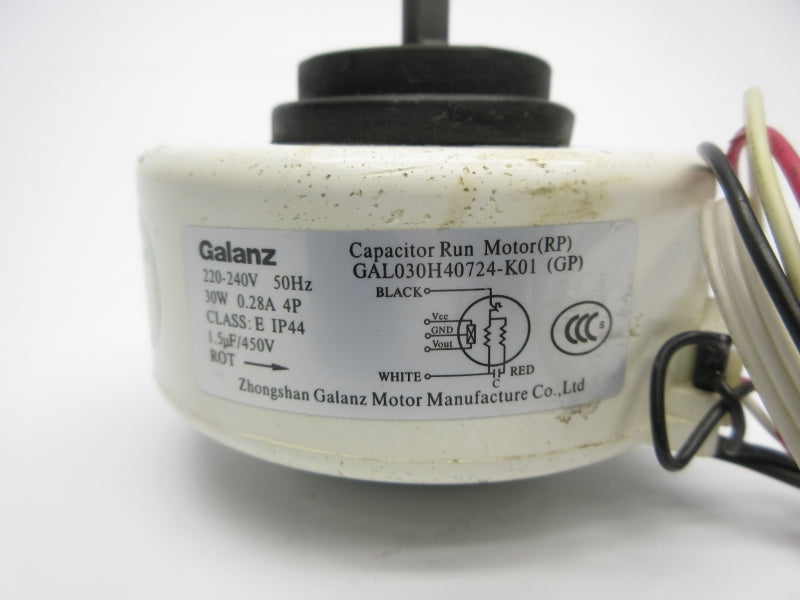 Galanz
220-240V 50Hz
30W 0.28A 4P
CLASS: E IP44
1.5μF/450V
ROT
Capacitor Run Motor(RP)
GAL030H40724-K01 (GP)
BLACK
Vcc
GND
Vout
WHITE
C
RED
CCC S
Zhongshan Galanz Motor Manufacture Co.,Ltd